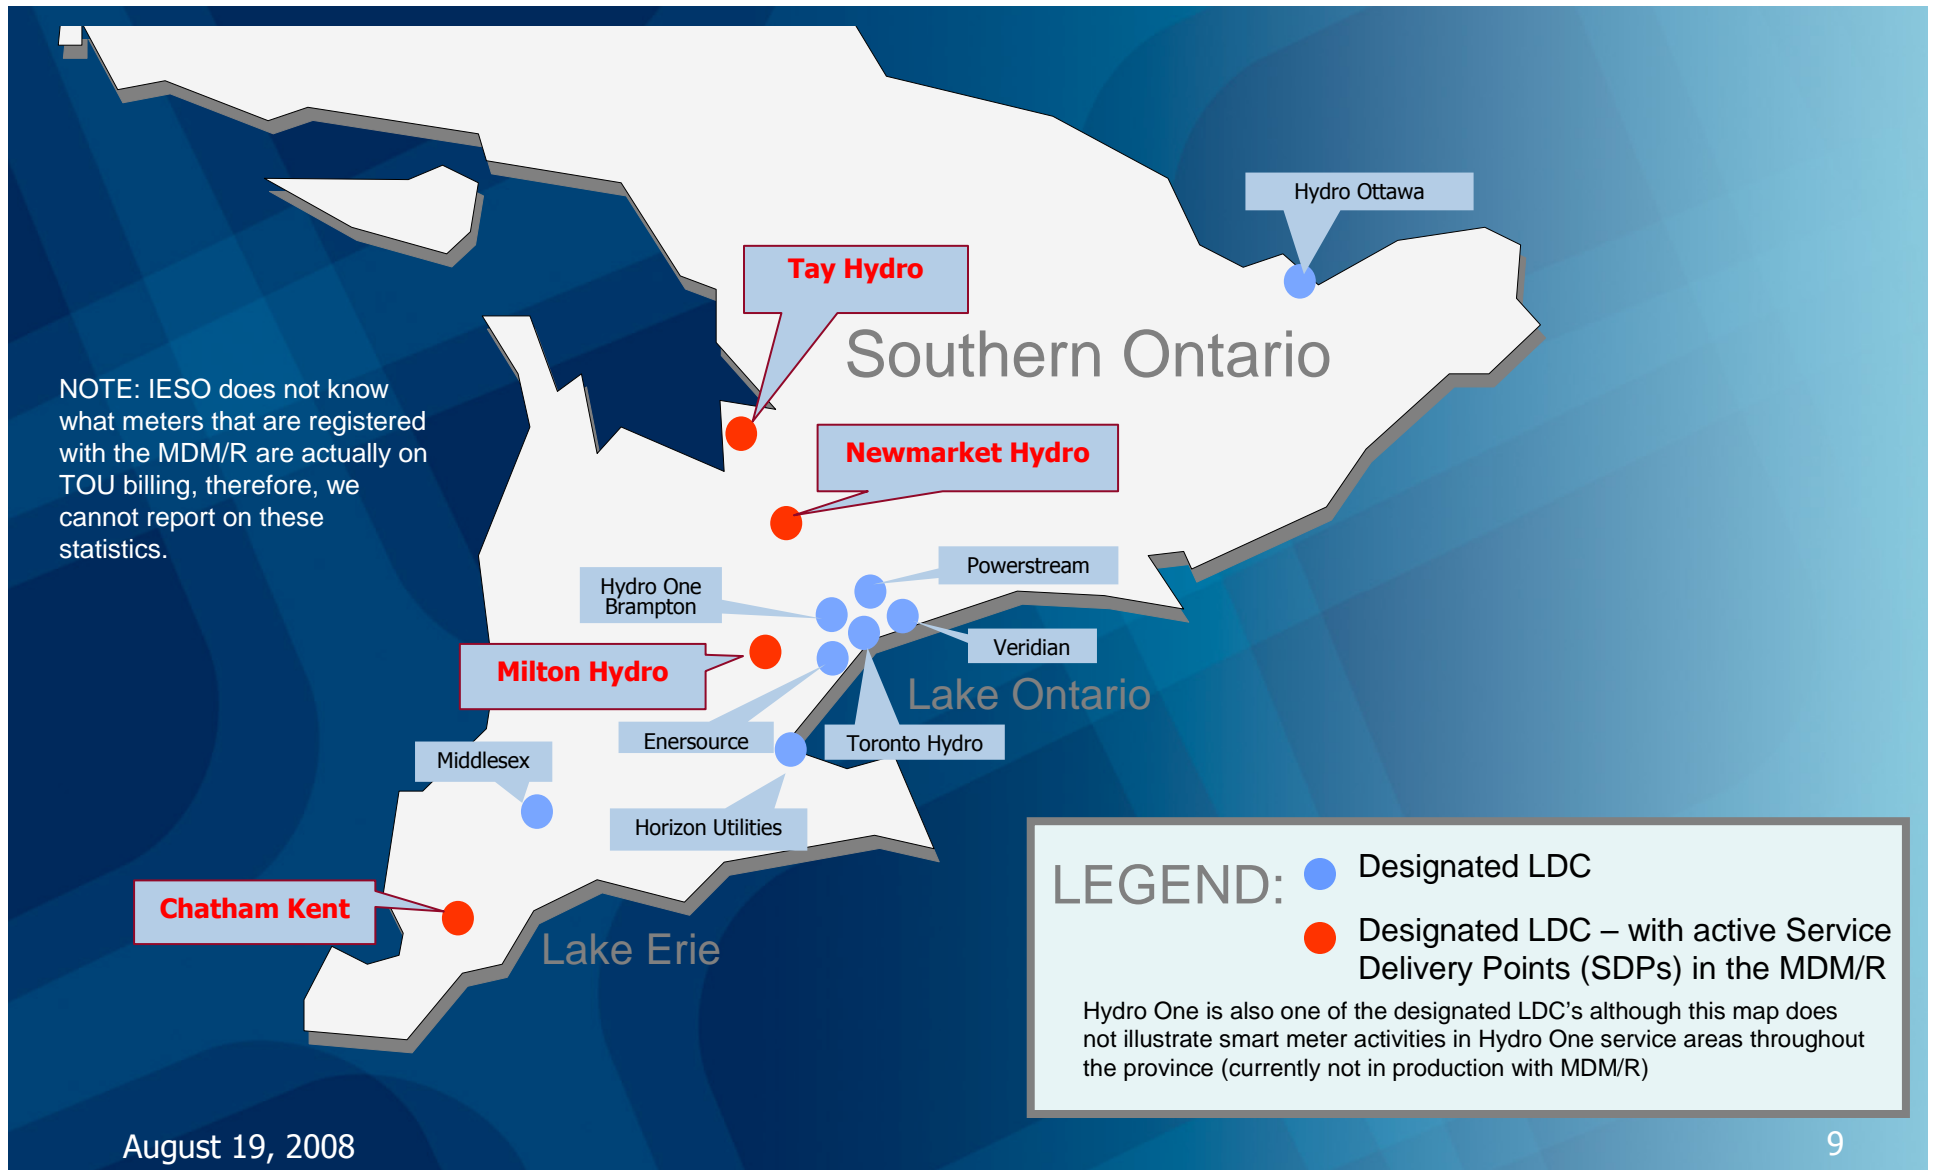 Hydro Ottawa
Tay Hydro
Southern Ontario
NOTE: IESO does not know
what meters that are registered
with the MDM/R are actually on
TOU billing, therefore, we
cannot report on these
statistics.
Newmarket Hydro
Powerstream
Hydro One
Brampton
Veridian
Milton Hydro
Lake Ontario
Enersource
Toronto Hydro
Middlesex
Horizon Utilities
Chatham Kent
Lake Erie
LEGEND:
Designated LDC
Designated LDC – with active Service
Delivery Points (SDPs) in the MDM/R
Hydro One is also one of the designated LDC's although this map does
not illustrate smart meter activities in Hydro One service areas throughout
the province (currently not in production with MDM/R)
August 19, 2008
9